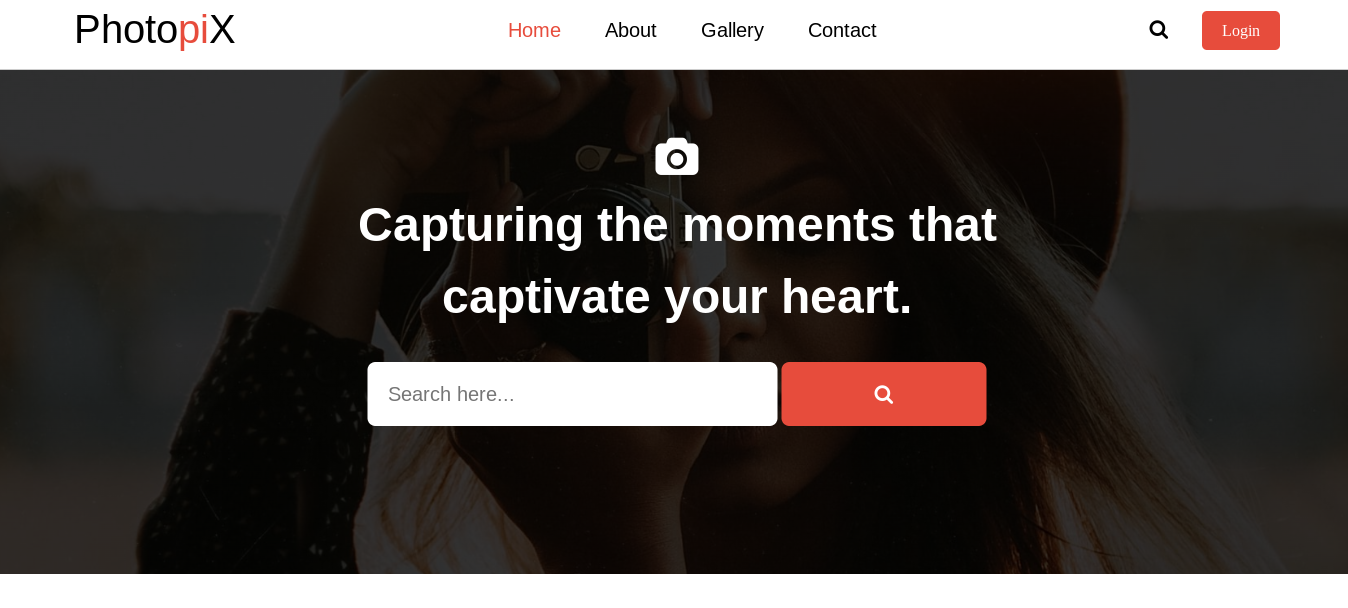 PhotopiX
Home About Gallery Contact
Login
Capturing the moments that
captivate your heart.
Search here...